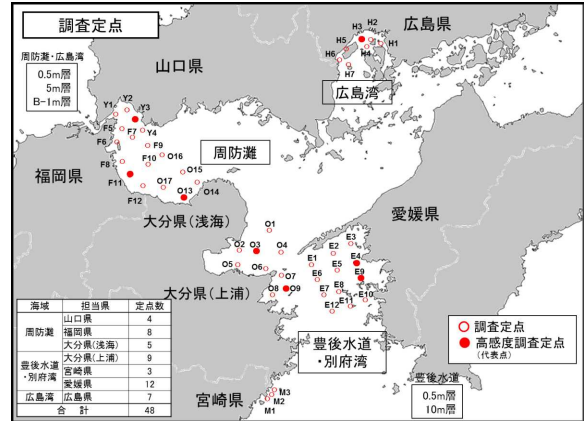 調査定点
広島県
山口県
周防灘・広島湾
0.5m層
5m層
B-1m層
H3
H2
H5
H1
H4
H6
H7
広島湾
Y2
Y1
Y3
F5
F7
Y4
F6
F9
F8
F10
O16
周防灘
福岡県
O15
F11
O17
O13
O14
F12
大分県(浅海)
愛媛県
O1
E3
O2
O3
O4
E2
E4
O5
O6
E1
E5
E9
O7
E6
大分県(上浦)
O8
O9
E7
E8
E10
E11
E12
海域 担当県 定点数
周防灘
山口県 4
福岡県 8
大分県(浅海) 5
豊後水道・別府湾
大分県(上浦) 9
宮崎県 3
愛媛県 12
広島湾 広島県 7
合 計 48
豊後水道
・別府湾
調査定点
高感度調査定点
(代表点)
豊後水道
0.5m層
10m層
宮崎県
M3
M2
M1